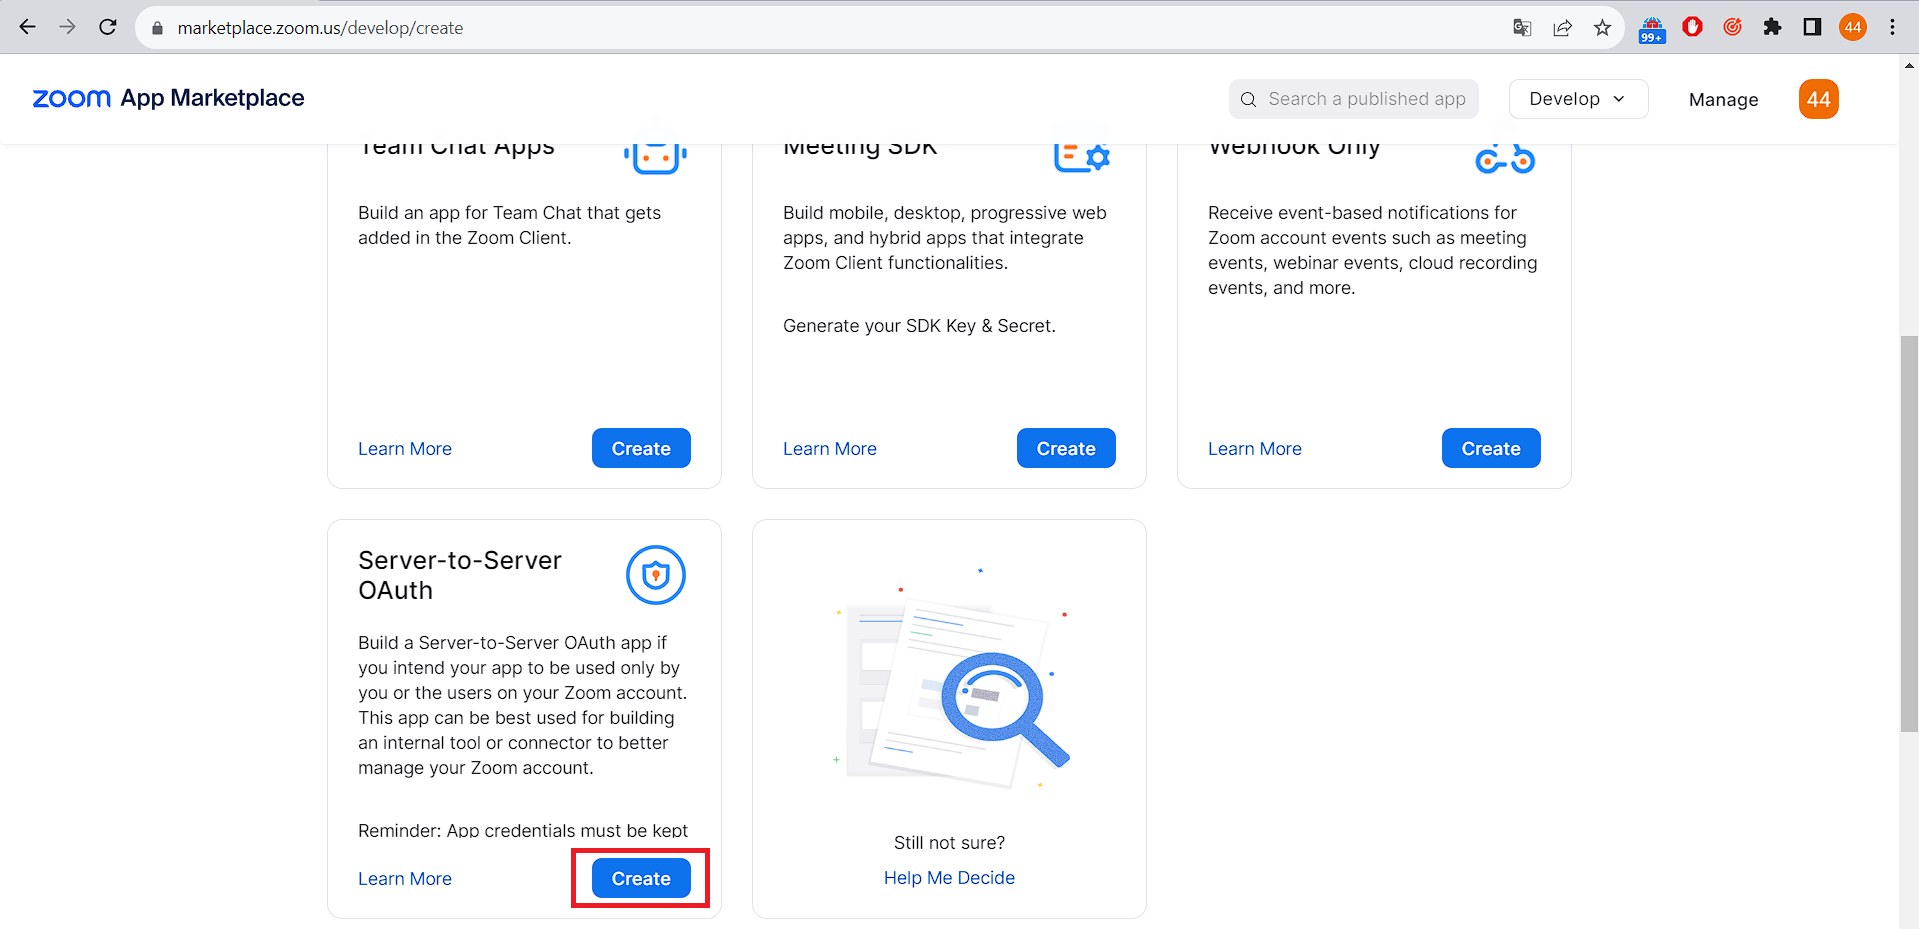 marketplace.zoom.us/develop/create
99+
44
zoom App Marketplace
Search a published app
Develop
Manage
44
Team Chat Apps
Build an app for Team Chat that gets
added in the Zoom Client.
Learn More
Create
Meeting SDK
Build mobile, desktop, progressive web
apps, and hybrid apps that integrate
Zoom Client functionalities.
Generate your SDK Key & Secret.
Learn More
Create
Webhook Only
Receive event-based notifications for
Zoom account events such as meeting
events, webinar events, cloud recording
events, and more.
Learn More
Create
Server-to-Server
OAuth
Build a Server-to-Server OAuth app if
you intend your app to be used only by
you or the users on your Zoom account.
This app can be best used for building
an internal tool or connector to better
manage your Zoom account.
Reminder: App credentials must be kept
Learn More
Create
Still not sure?
Help Me Decide